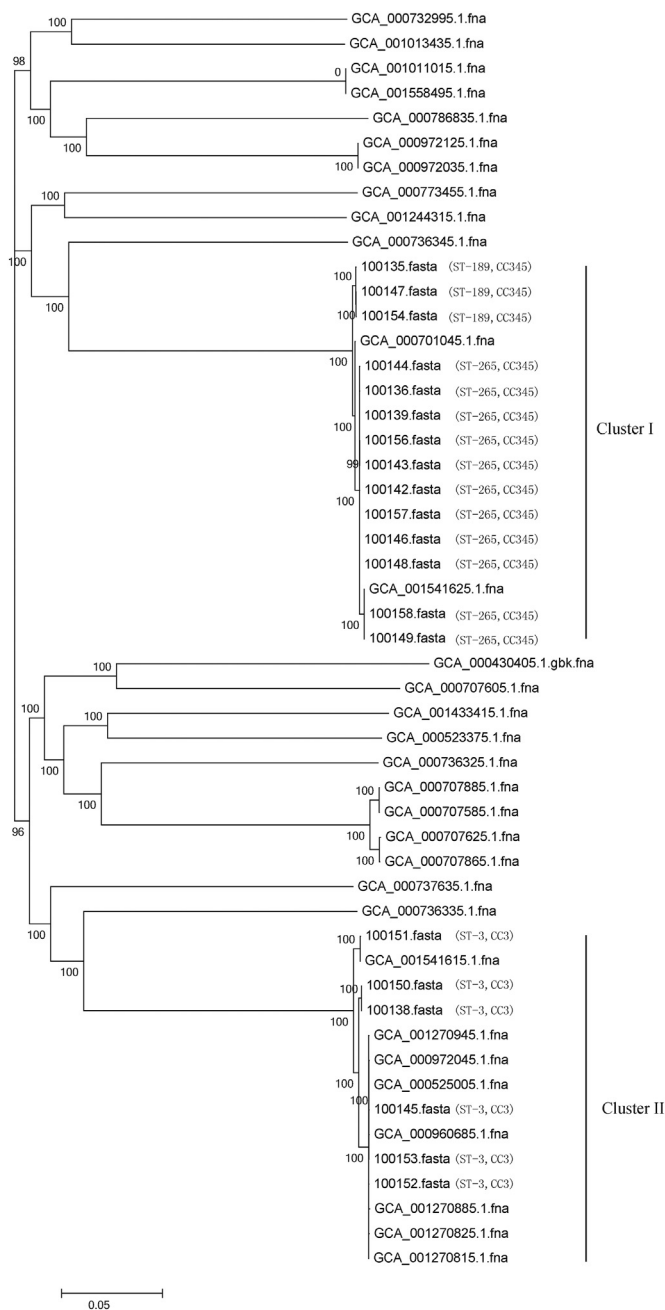 GCA_000732995.1.fna
100
GCA_001013435.1.fna
98
GCA_001011015.1.fna
0
GCA_001558495.1.fna
100
GCA_000786835.1.fna
100
GCA_000972125.1.fna
100
GCA_000972035.1.fna
GCA_000773455.1.fna
100
GCA_001244315.1.fna
100
GCA_000736345.1.fna
100
100135.fasta (ST-189, CC345)
100
100147.fasta (ST-189, CC345)
100154.fasta (ST-189, CC345)
100
GCA_000701045.1.fna
100
100144.fasta (ST-265, CC345)
100136.fasta (ST-265, CC345)
100139.fasta (ST-265, CC345)
100
Cluster I
100156.fasta (ST-265, CC345)
100143.fasta (ST-265, CC345)
99
100142.fasta (ST-265, CC345)
100
100157.fasta (ST-265, CC345)
100146.fasta (ST-265, CC345)
100148.fasta (ST-265, CC345)
GCA_001541625.1.fna
100158.fasta (ST-265, CC345)
100
100149.fasta (ST-265, CC345)
GCA_000430405.1.gbk.fna
100
GCA_000707605.1.fna
100
GCA_001433415.1.fna
100
GCA_000523375.1.fna
100
GCA_000736325.1.fna
GCA_000707885.1.fna
100
100
GCA_000707585.1.fna
96
GCA_000707625.1.fna
100
GCA_000707865.1.fna
100
GCA_000737635.1.fna
GCA_000736335.1.fna
100
100151.fasta (ST-3, CC3)
100
GCA_001541615.1.fna
100
100150.fasta (ST-3, CC3)
100
100138.fasta (ST-3, CC3)
100
GCA_001270945.1.fna
GCA_000972045.1.fna
100
GCA_000525005.1.fna
100
100145.fasta (ST-3, CC3)
Cluster II
GCA_000960685.1.fna
100
100153.fasta (ST-3, CC3)
100152.fasta (ST-3, CC3)
GCA_001270885.1.fna
GCA_001270825.1.fna
GCA_001270815.1.fna
0.05